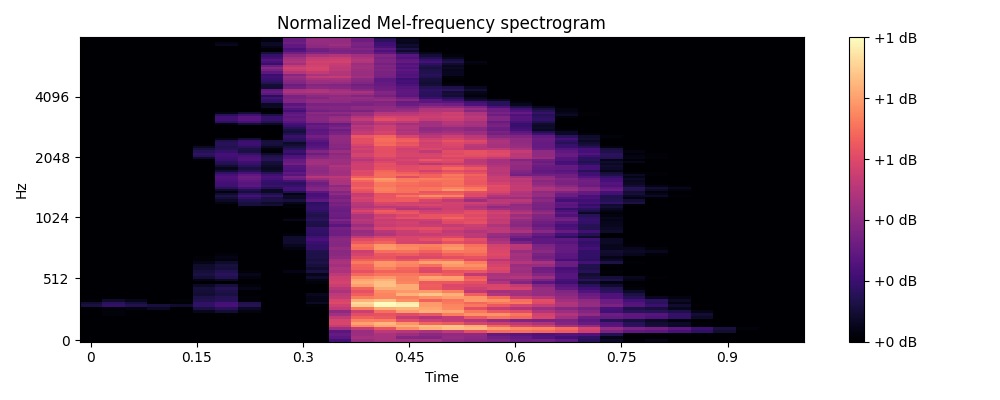 Normalized Mel-frequency spectrogram
+1 dB
4096
+1 dB
2048
+1 dB
Hz
1024
+0 dB
512
+0 dB
0
+0 dB
0 0.15 0.3 0.45 0.6 0.75 0.9
Time